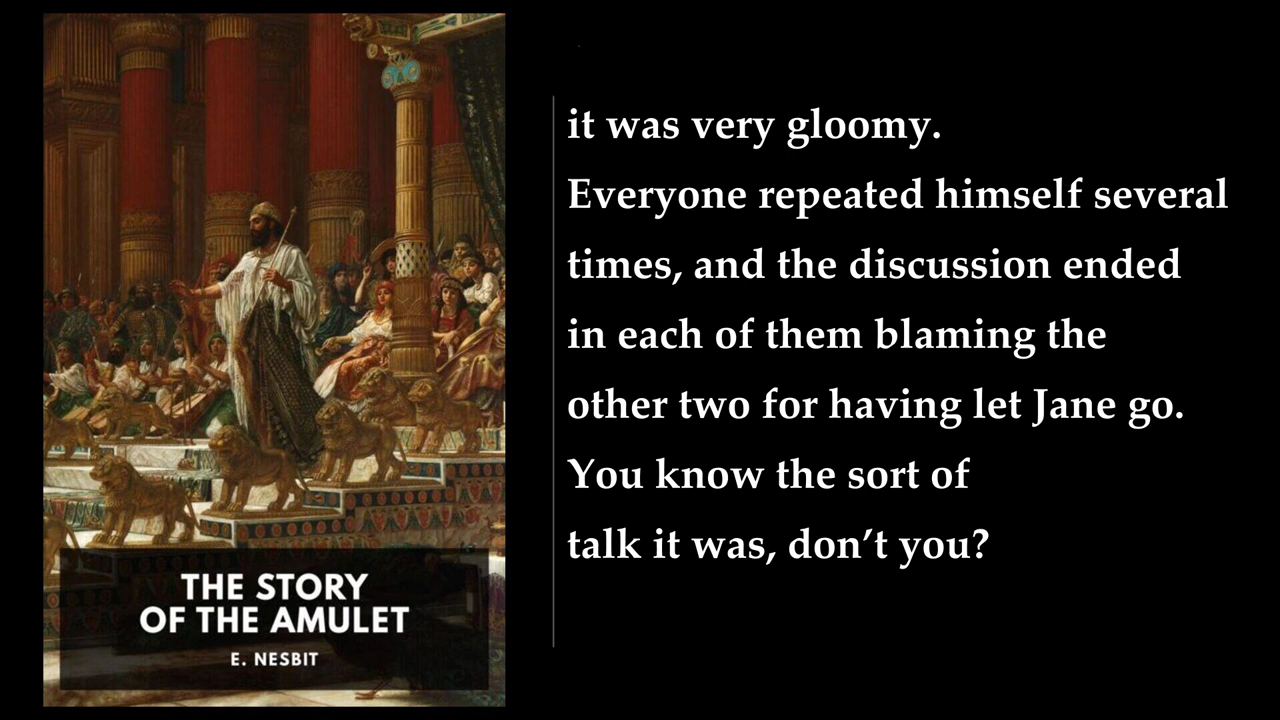 THE STORY
OF THE AMULET
E. NESBIT
it was very gloomy.
Everyone repeated himself several
times, and the discussion ended
in each of them blaming the
other two for having let Jane go.
You know the sort of
talk it was, don’t you?